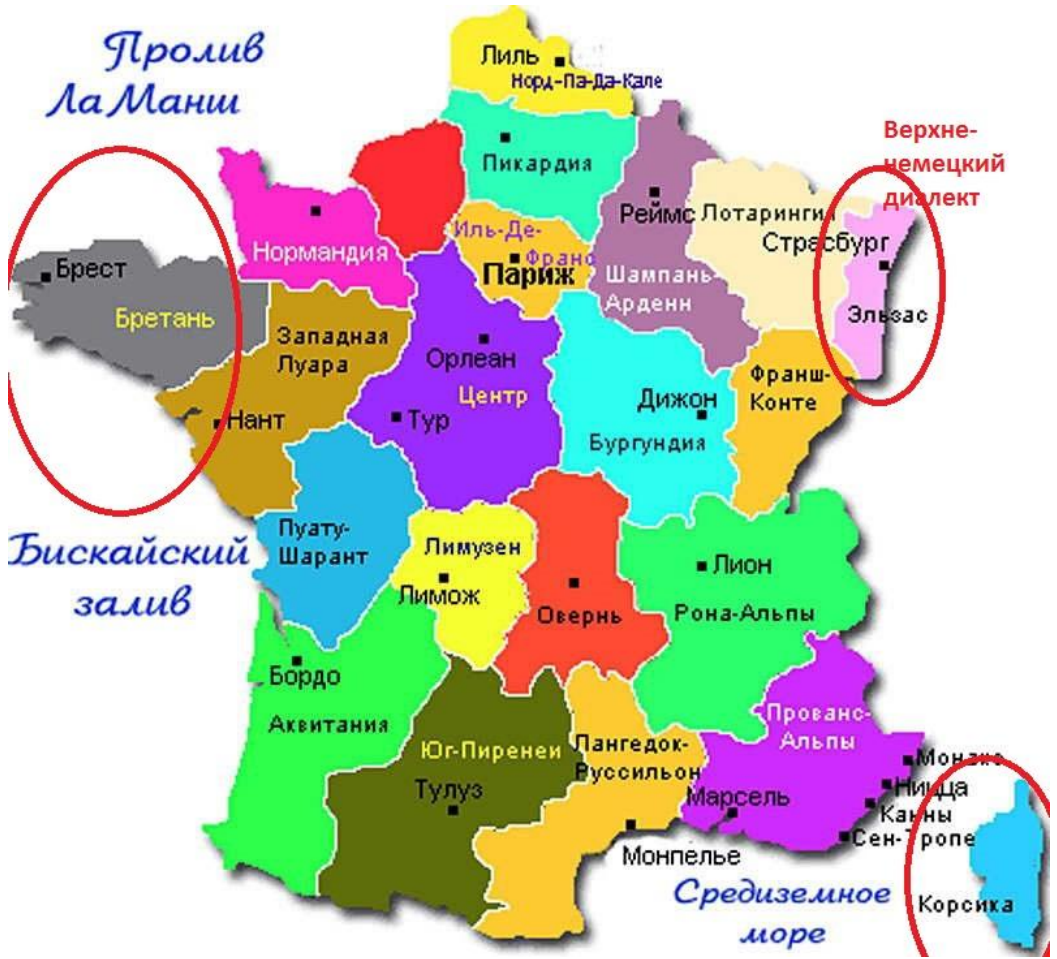 Пролив
Ла Манш
Лиль
Норд-Па-Да-Кале
Верхне-
немецкий
диалект
Пикардия
Реймс
Лотарингия
Страсбург
Иль-Де-
Франс
Париж
Нормандия
Шампань-
Арденн
Эльзас
Брест
Бретань
Западная
Луара
Орлеан
Центр
Франш-
Конте
Дижон
Бургундия
Нант
Тур
Пуату-
Шарант
Лимузен
Лимож
Бискайский
залив
Овернь
Лион
Рона-Альпы
Бордо
Аквитания
Юг-Пиренеи
Тулуз
Лангедок-
Руссильон
Прованс-
Альпы
Монако
Ницца
Канны
Сен-Тропе
Марсель
Монпелье
Средиземное
море
Корсика